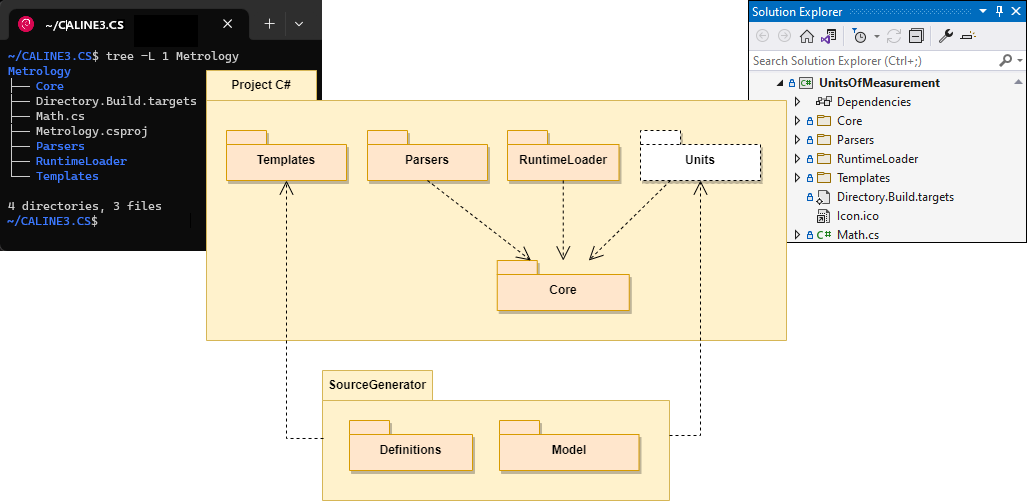 ~/CALINE3.CS
~/CALINE3.CS$ tree -L 1 Metrology
Metrology
├── Core
├── Directory.Build.targets
├── Math.cs
├── Metrology.csproj
├── Parsers
├── RuntimeLoader
└── Templates
4 directories, 3 files
~/CALINE3.CS$
Project C#
Templates
Parsers
RuntimeLoader
Units
Core
SourceGenerator
Definitions
Model
Solution Explorer
Search Solution Explorer (Ctrl+;)
C# UnitsOfMeasurement
Dependencies
Core
Parsers
RuntimeLoader
Templates
Directory.Build.targets
Icon.ico
C# Math.cs